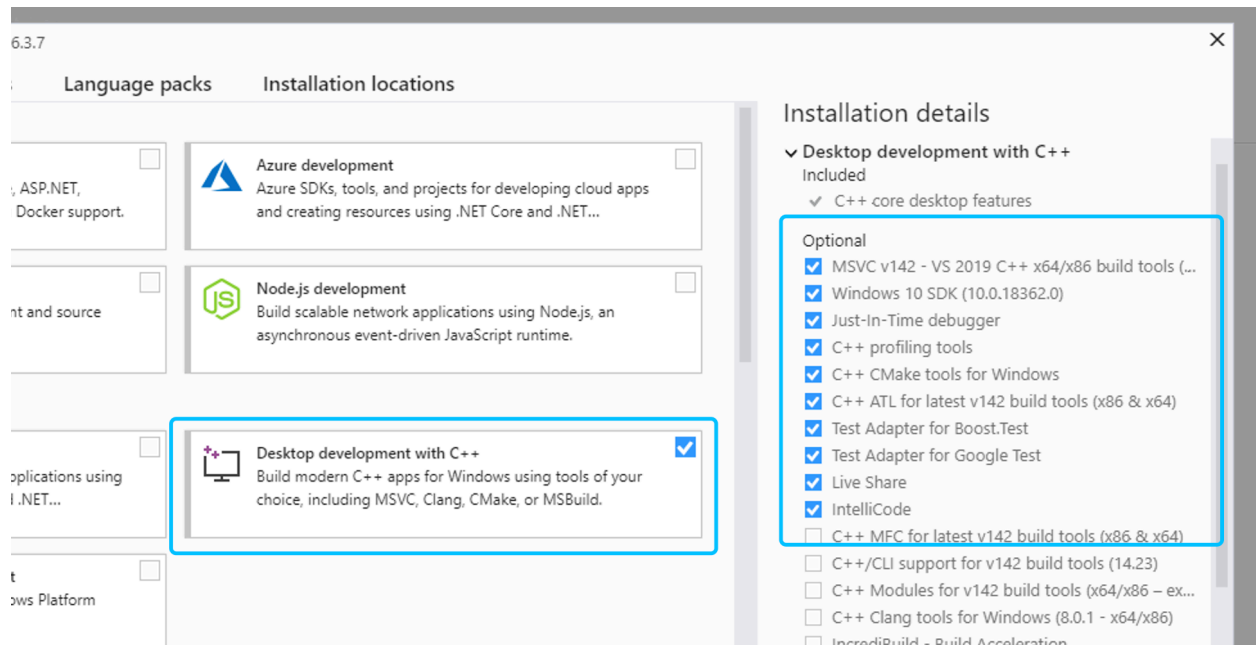 6.3.7
Language packs
Installation locations
, ASP.NET,
Docker support.
Azure development
Azure SDKs, tools, and projects for developing cloud apps
and creating resources using .NET Core and .NET...
nt and source
JS
Node.js development
Build scalable network applications using Node.js, an
asynchronous event-driven JavaScript runtime.
pplications using
.NET...
Desktop development with C++
Build modern C++ apps for Windows using tools of your
choice, including MSVC, Clang, CMake, or MSBuild.
t
ows Platform
Installation details
Desktop development with C++
Included
C++ core desktop features
Optional
MSVC v142 - VS 2019 C++ x64/x86 build tools (...
Windows 10 SDK (10.0.18362.0)
Just-In-Time debugger
C++ profiling tools
C++ CMake tools for Windows
C++ ATL for latest v142 build tools (x86 & x64)
Test Adapter for Boost.Test
Test Adapter for Google Test
Live Share
IntelliCode
C++ MFC for latest v142 build tools (x86 & x64)
C++/CLI support for v142 build tools (14.23)
C++ Modules for v142 build tools (x64/x86 – ex...
C++ Clang tools for Windows (8.0.1 - x64/x86)
IncrediBuild - Build Acceleration